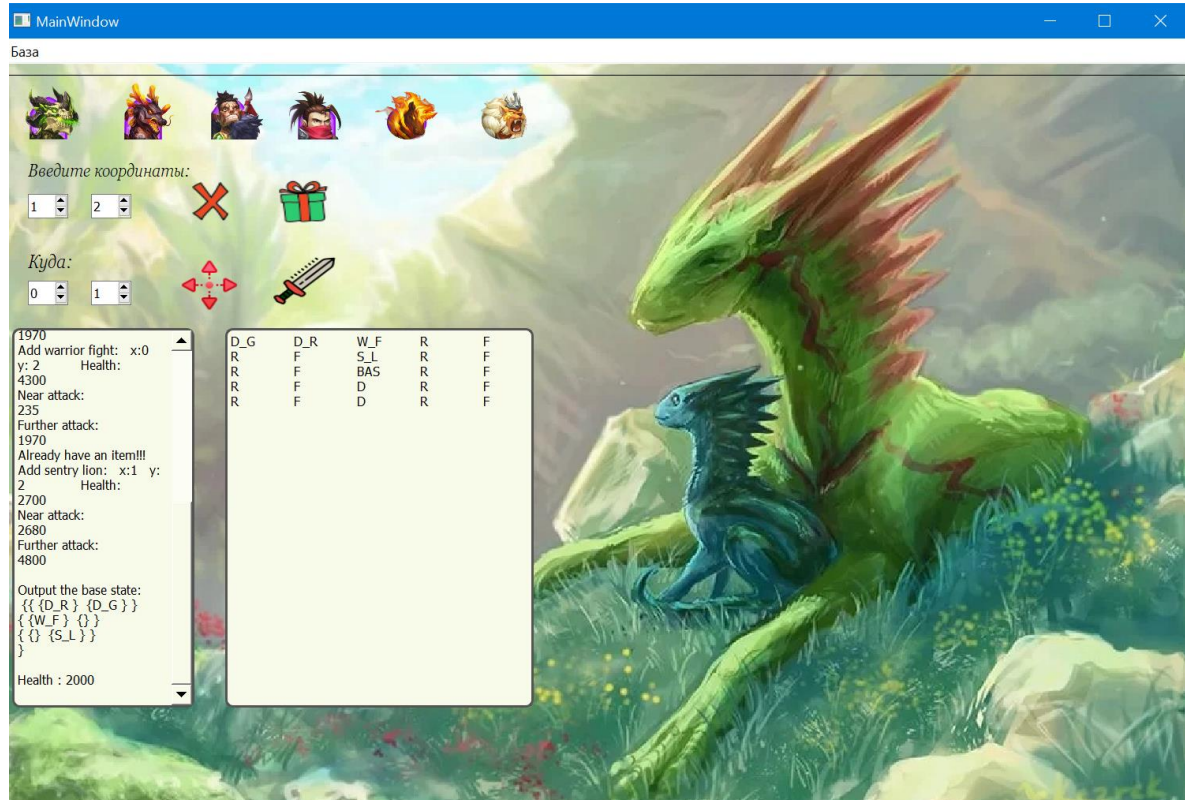 MainWindow
База
Введите координаты:
1 2
Куда:
0 1
1970
Add warrior fight: x:0
y: 2 Health:
4300
Near attack:
235
Further attack:
1970
Already have an item!!!
Add sentry lion: x:1 y:
2 Health:
2700
Near attack:
2680
Further attack:
4800
Output the base state:
{{ {D_R } {D_G } }
{ {W_F } {} }
{ {} {S_L } }
}
Health : 2000
D_G D_R W_F R F
R F S_L R F
R F BAS R F
R F D R F
R F D R F